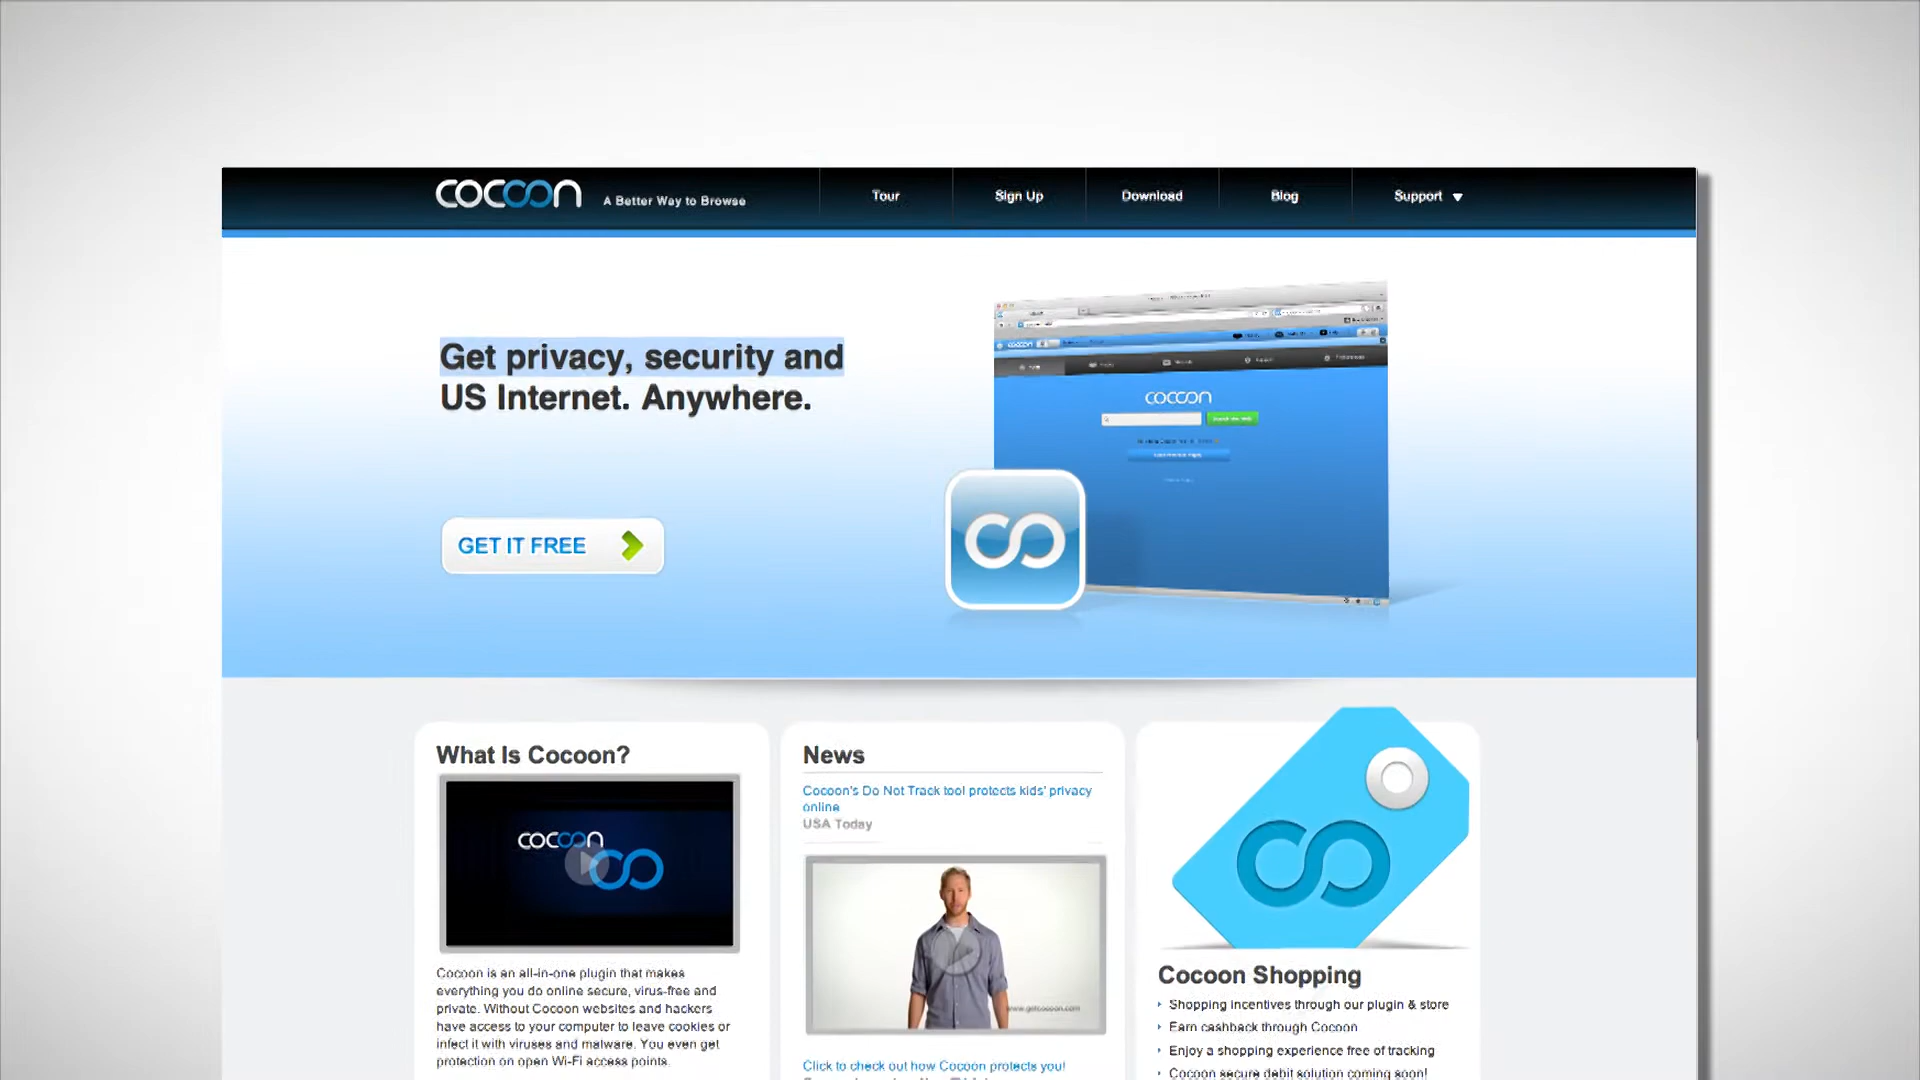 cocoon A Better Way to Browse
Tour
Sign Up
Download
Blog
Support
Get privacy, security and
US Internet. Anywhere.
cocoon
GET IT FREE
What Is Cocoon?
cocoon
Cocoon is an all-in-one plugin that makes
everything you do online secure, virus-free and
private. Without Cocoon websites and hackers
have access to your computer to leave cookies or
infect it with viruses and malware. You even get
protection on open Wi-Fi access points.
News
Cocoon's Do Not Track tool protects kids' privacy
online
USA Today
www.getcocoon.com
Click to check out how Cocoon protects you!
Cocoon Shopping
Shopping incentives through our plugin & store
Earn cashback through Cocoon
Enjoy a shopping experience free of tracking
Cocoon secure debit solution coming soon!